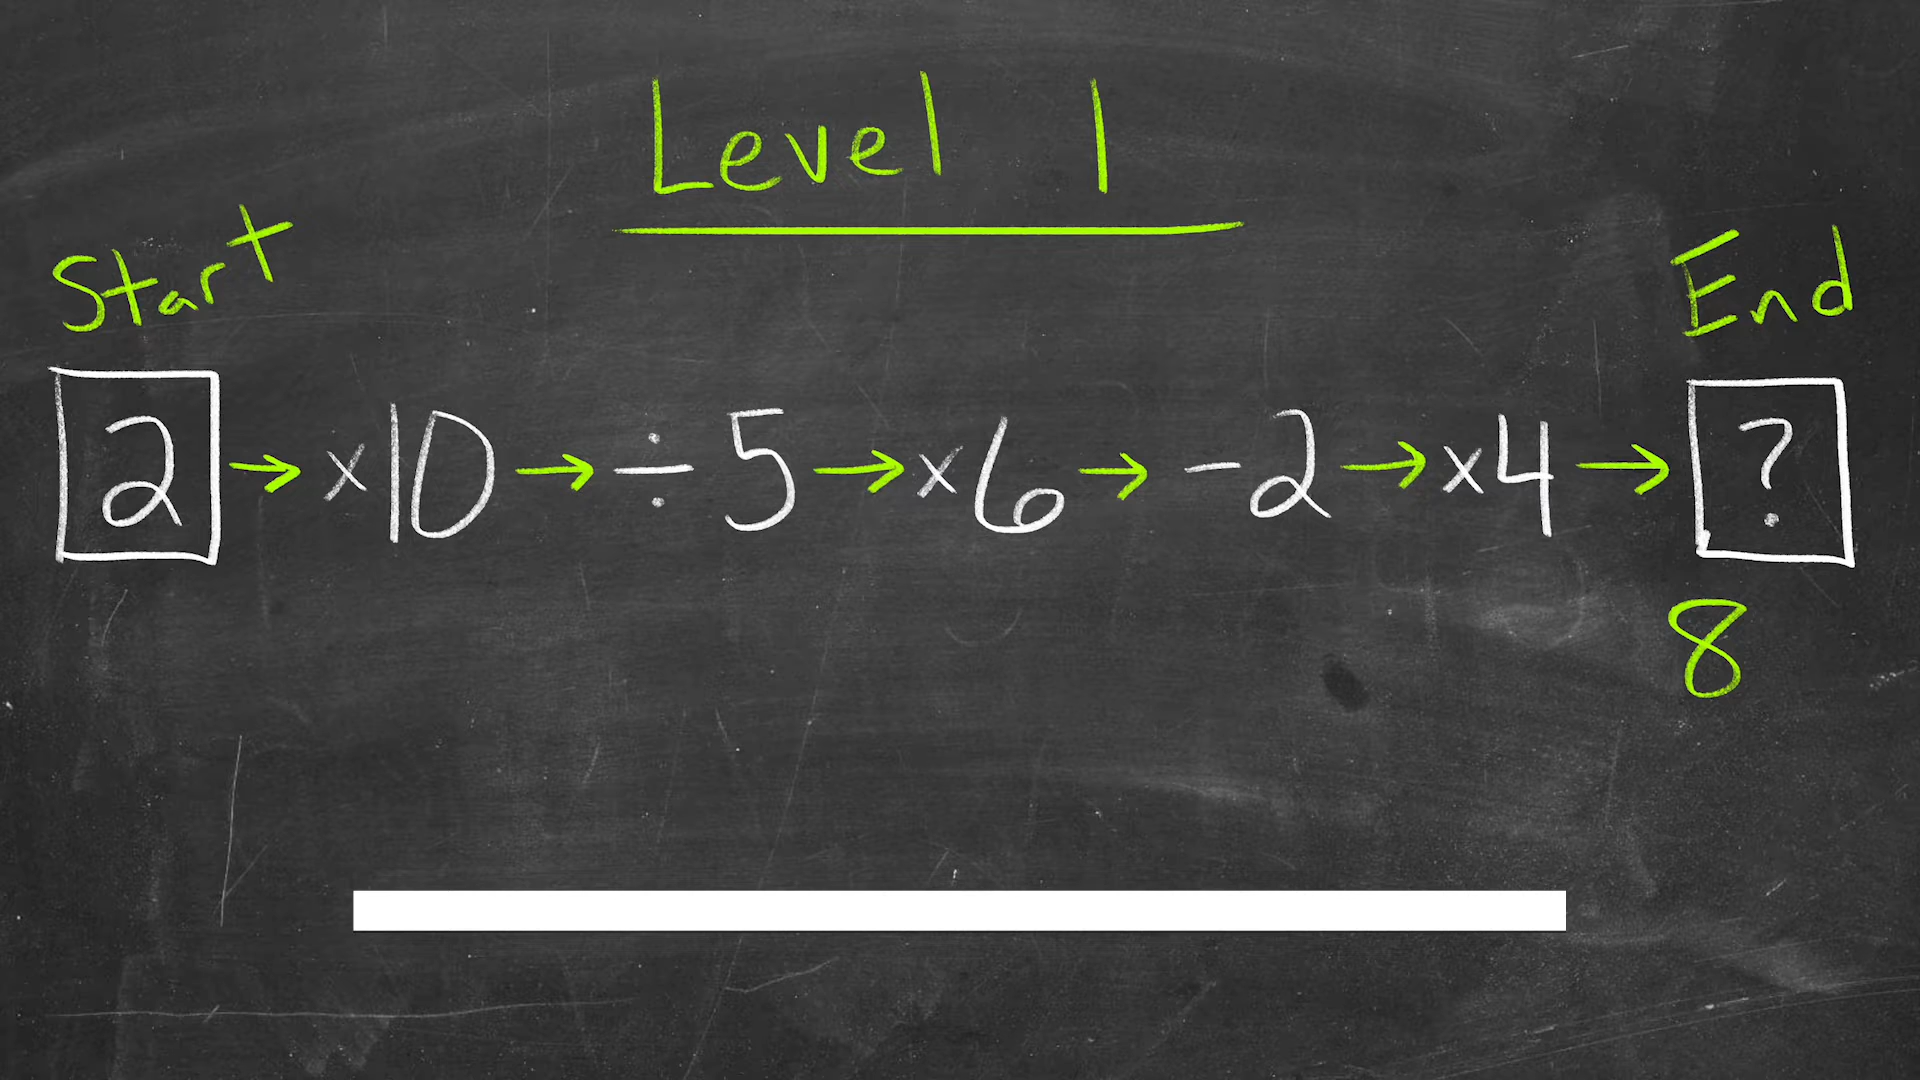 Level 1
Start
End
2 → ×10 → ÷5 → ×6 → -2 → ×4 → ?
8